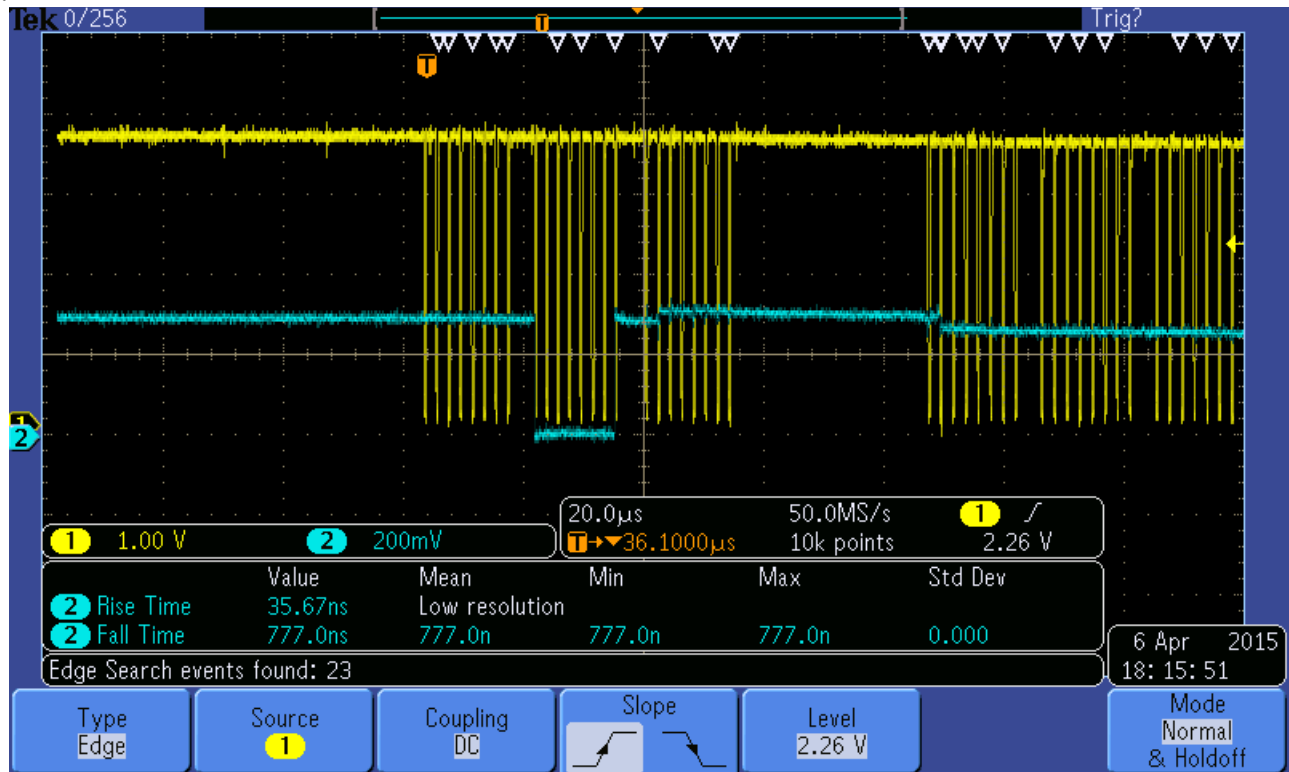 Tek 0/256 Trig?
T
T
1
2
20.0µs 50.0MS/s 1
1 1.00 V 2 200mV T→▼36.1000µs 10k points 2.26 V
Value Mean Min Max Std Dev
2 Rise Time 35.67ns Low resolution
2 Fall Time 777.0ns 777.0n 777.0n 777.0n 0.000
6 Apr 2015
Edge Search events found: 23 18:15:51
Type Source Coupling Slope Level Mode
Edge 1 DC 2.26 V Normal
& Holdoff